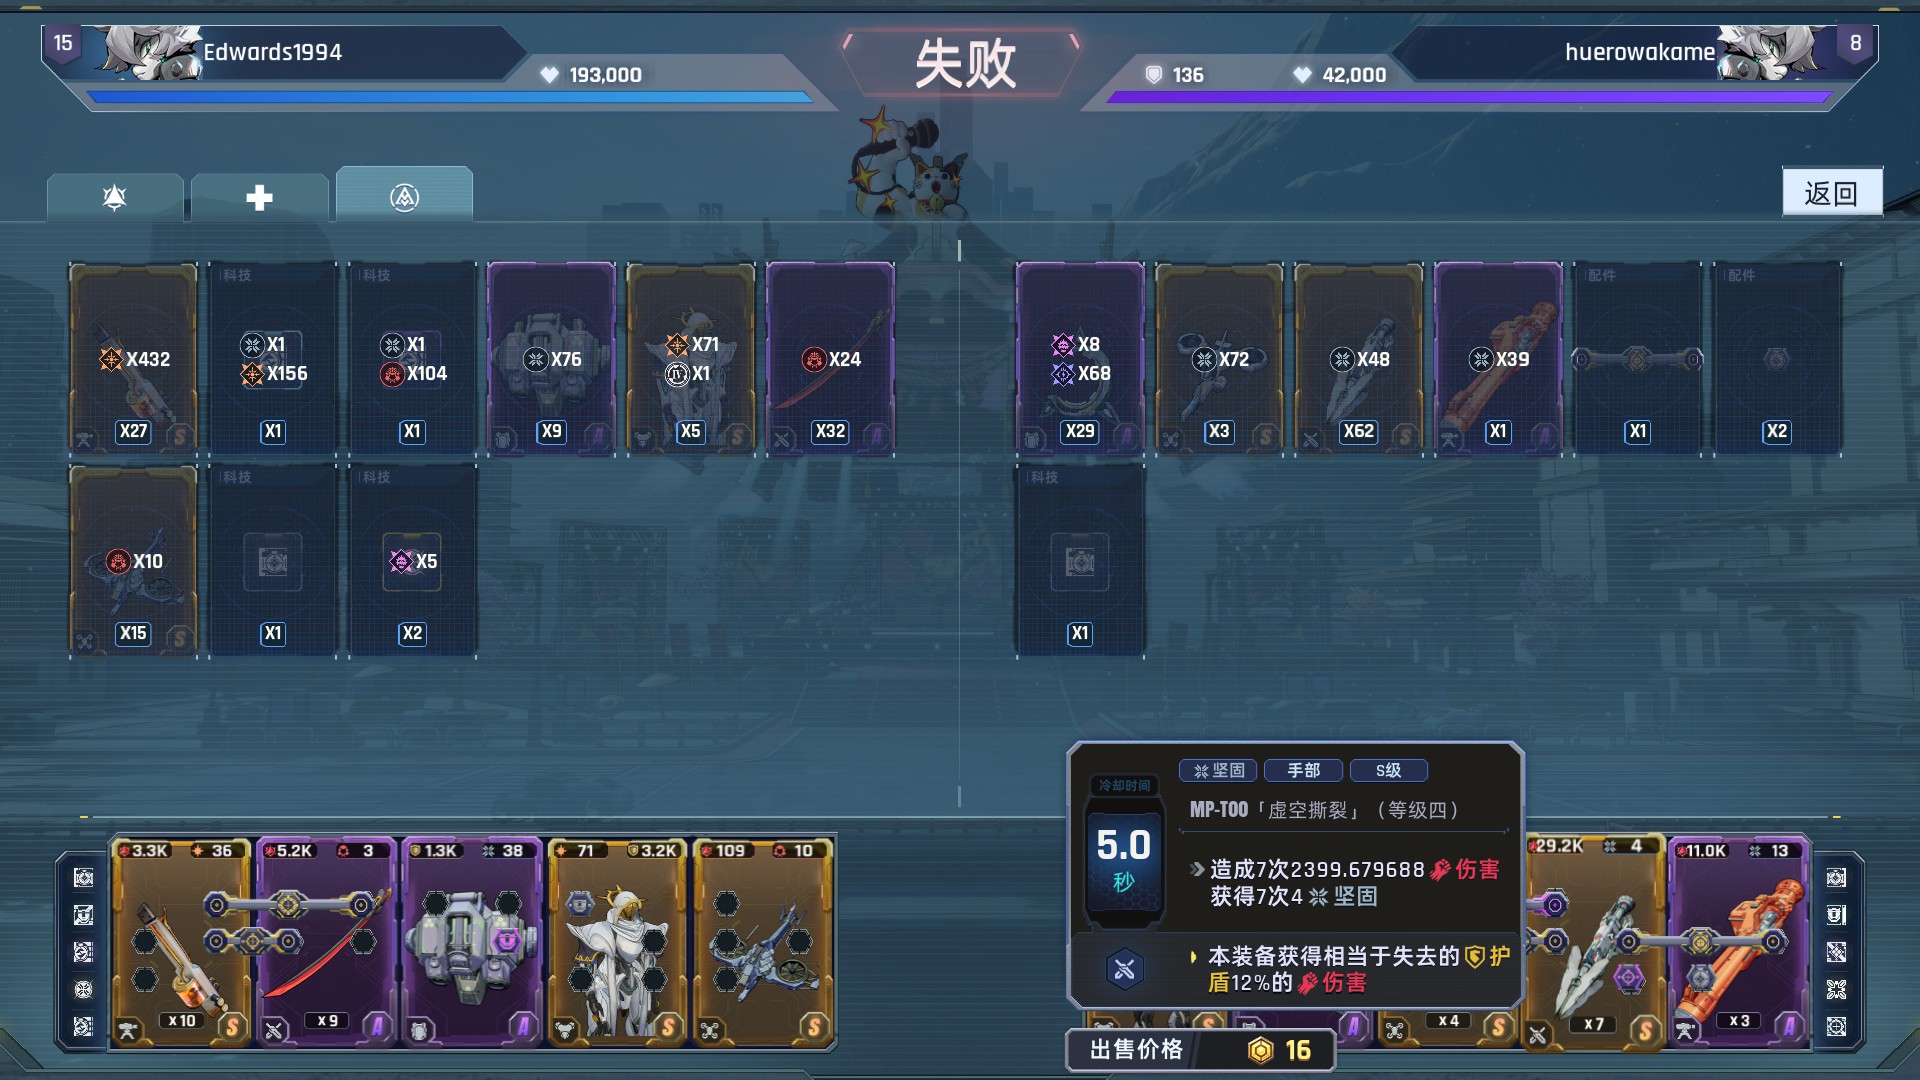 15
Edwards1994
193,000
失败
136
42,000
huerowakame
8
返回
X432
X27
S
科技
X1
X156
X1
科技
X1
X104
X1
X76
X9
A
X71
X1
X5
S
X24
X32
A
X8
X68
X29
A
X72
X3
S
X48
X62
S
X39
X1
A
配件
X1
配件
X2
X10
X15
S
科技
X1
科技
X5
X2
科技
X1
冷却时间
5.0
秒
坚固
手部
S级
MP-T00「虚空撕裂」（等级四）
造成7次2399.679688伤害
获得7次4坚固
本装备获得相当于失去的护
盾12%的伤害
出售价格
16
3.3K
36
x10
S
5.2K
3
x9
A
1.3K
38
A
71
3.2K
S
109
10
S
S
A
x4
S
29.2K
4
x7
S
11.0K
13
x3
A